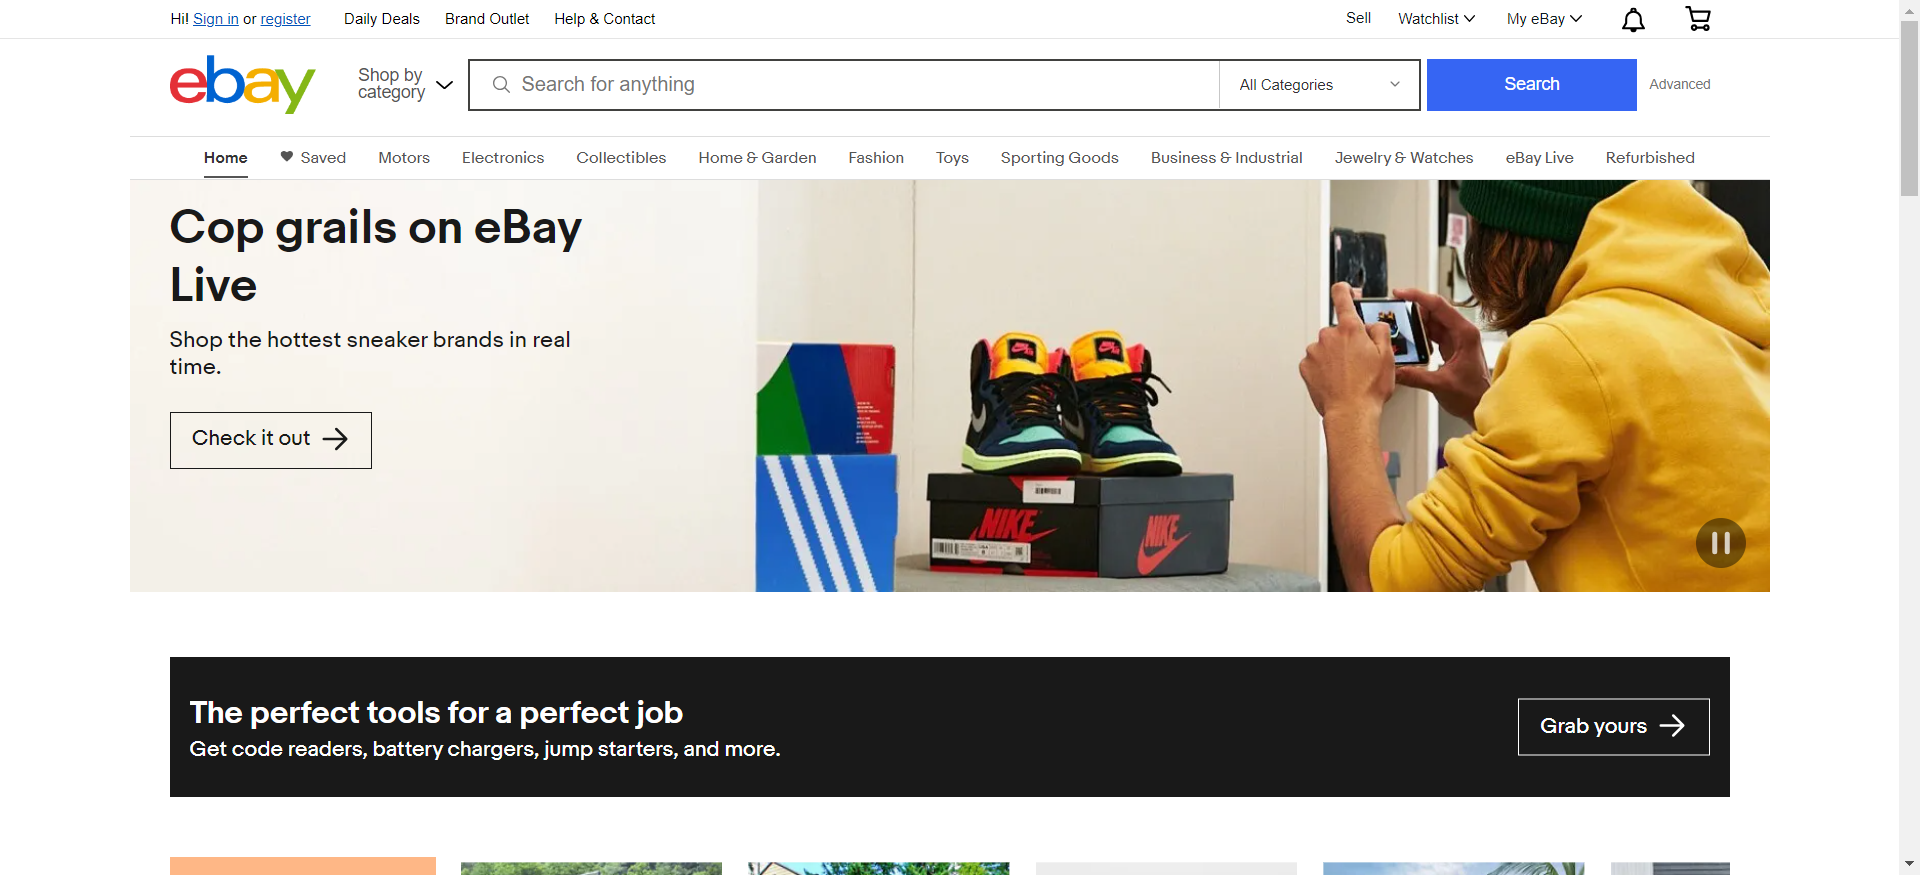 Hi! Sign in or register
Daily Deals
Brand Outlet
Help & Contact
Sell
Watchlist
My eBay
ebay
Shop by
category
Search for anything
All Categories
Search
Advanced
Home
Saved
Motors
Electronics
Collectibles
Home & Garden
Fashion
Toys
Sporting Goods
Business & Industrial
Jewelry & Watches
eBay Live
Refurbished
Cop grails on eBay
Live
Shop the hottest sneaker brands in real
time.
Check it out
NIKE
NIKE
The perfect tools for a perfect job
Get code readers, battery chargers, jump starters, and more.
Grab yours